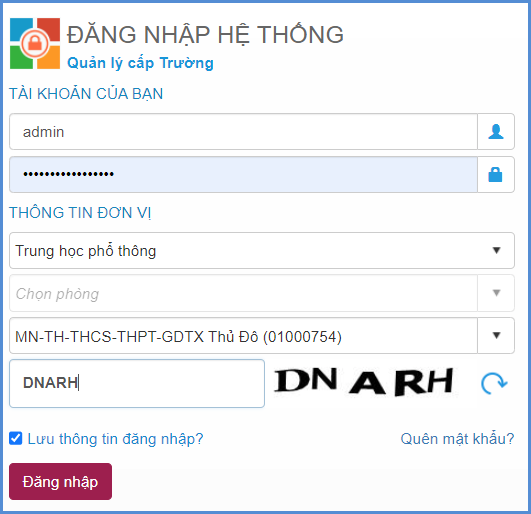 ĐĂNG NHẬP HỆ THỐNG
Quản lý cấp Trường
TÀI KHOẢN CỦA BẠN
admin
•••••••••••••••••
THÔNG TIN ĐƠN VỊ
Trung học phổ thông
Chọn phòng
MN-TH-THCS-THPT-GDTX Thủ Đô (01000754)
DNARH DNARH
Lưu thông tin đăng nhập? Quên mật khẩu?
Đăng nhập